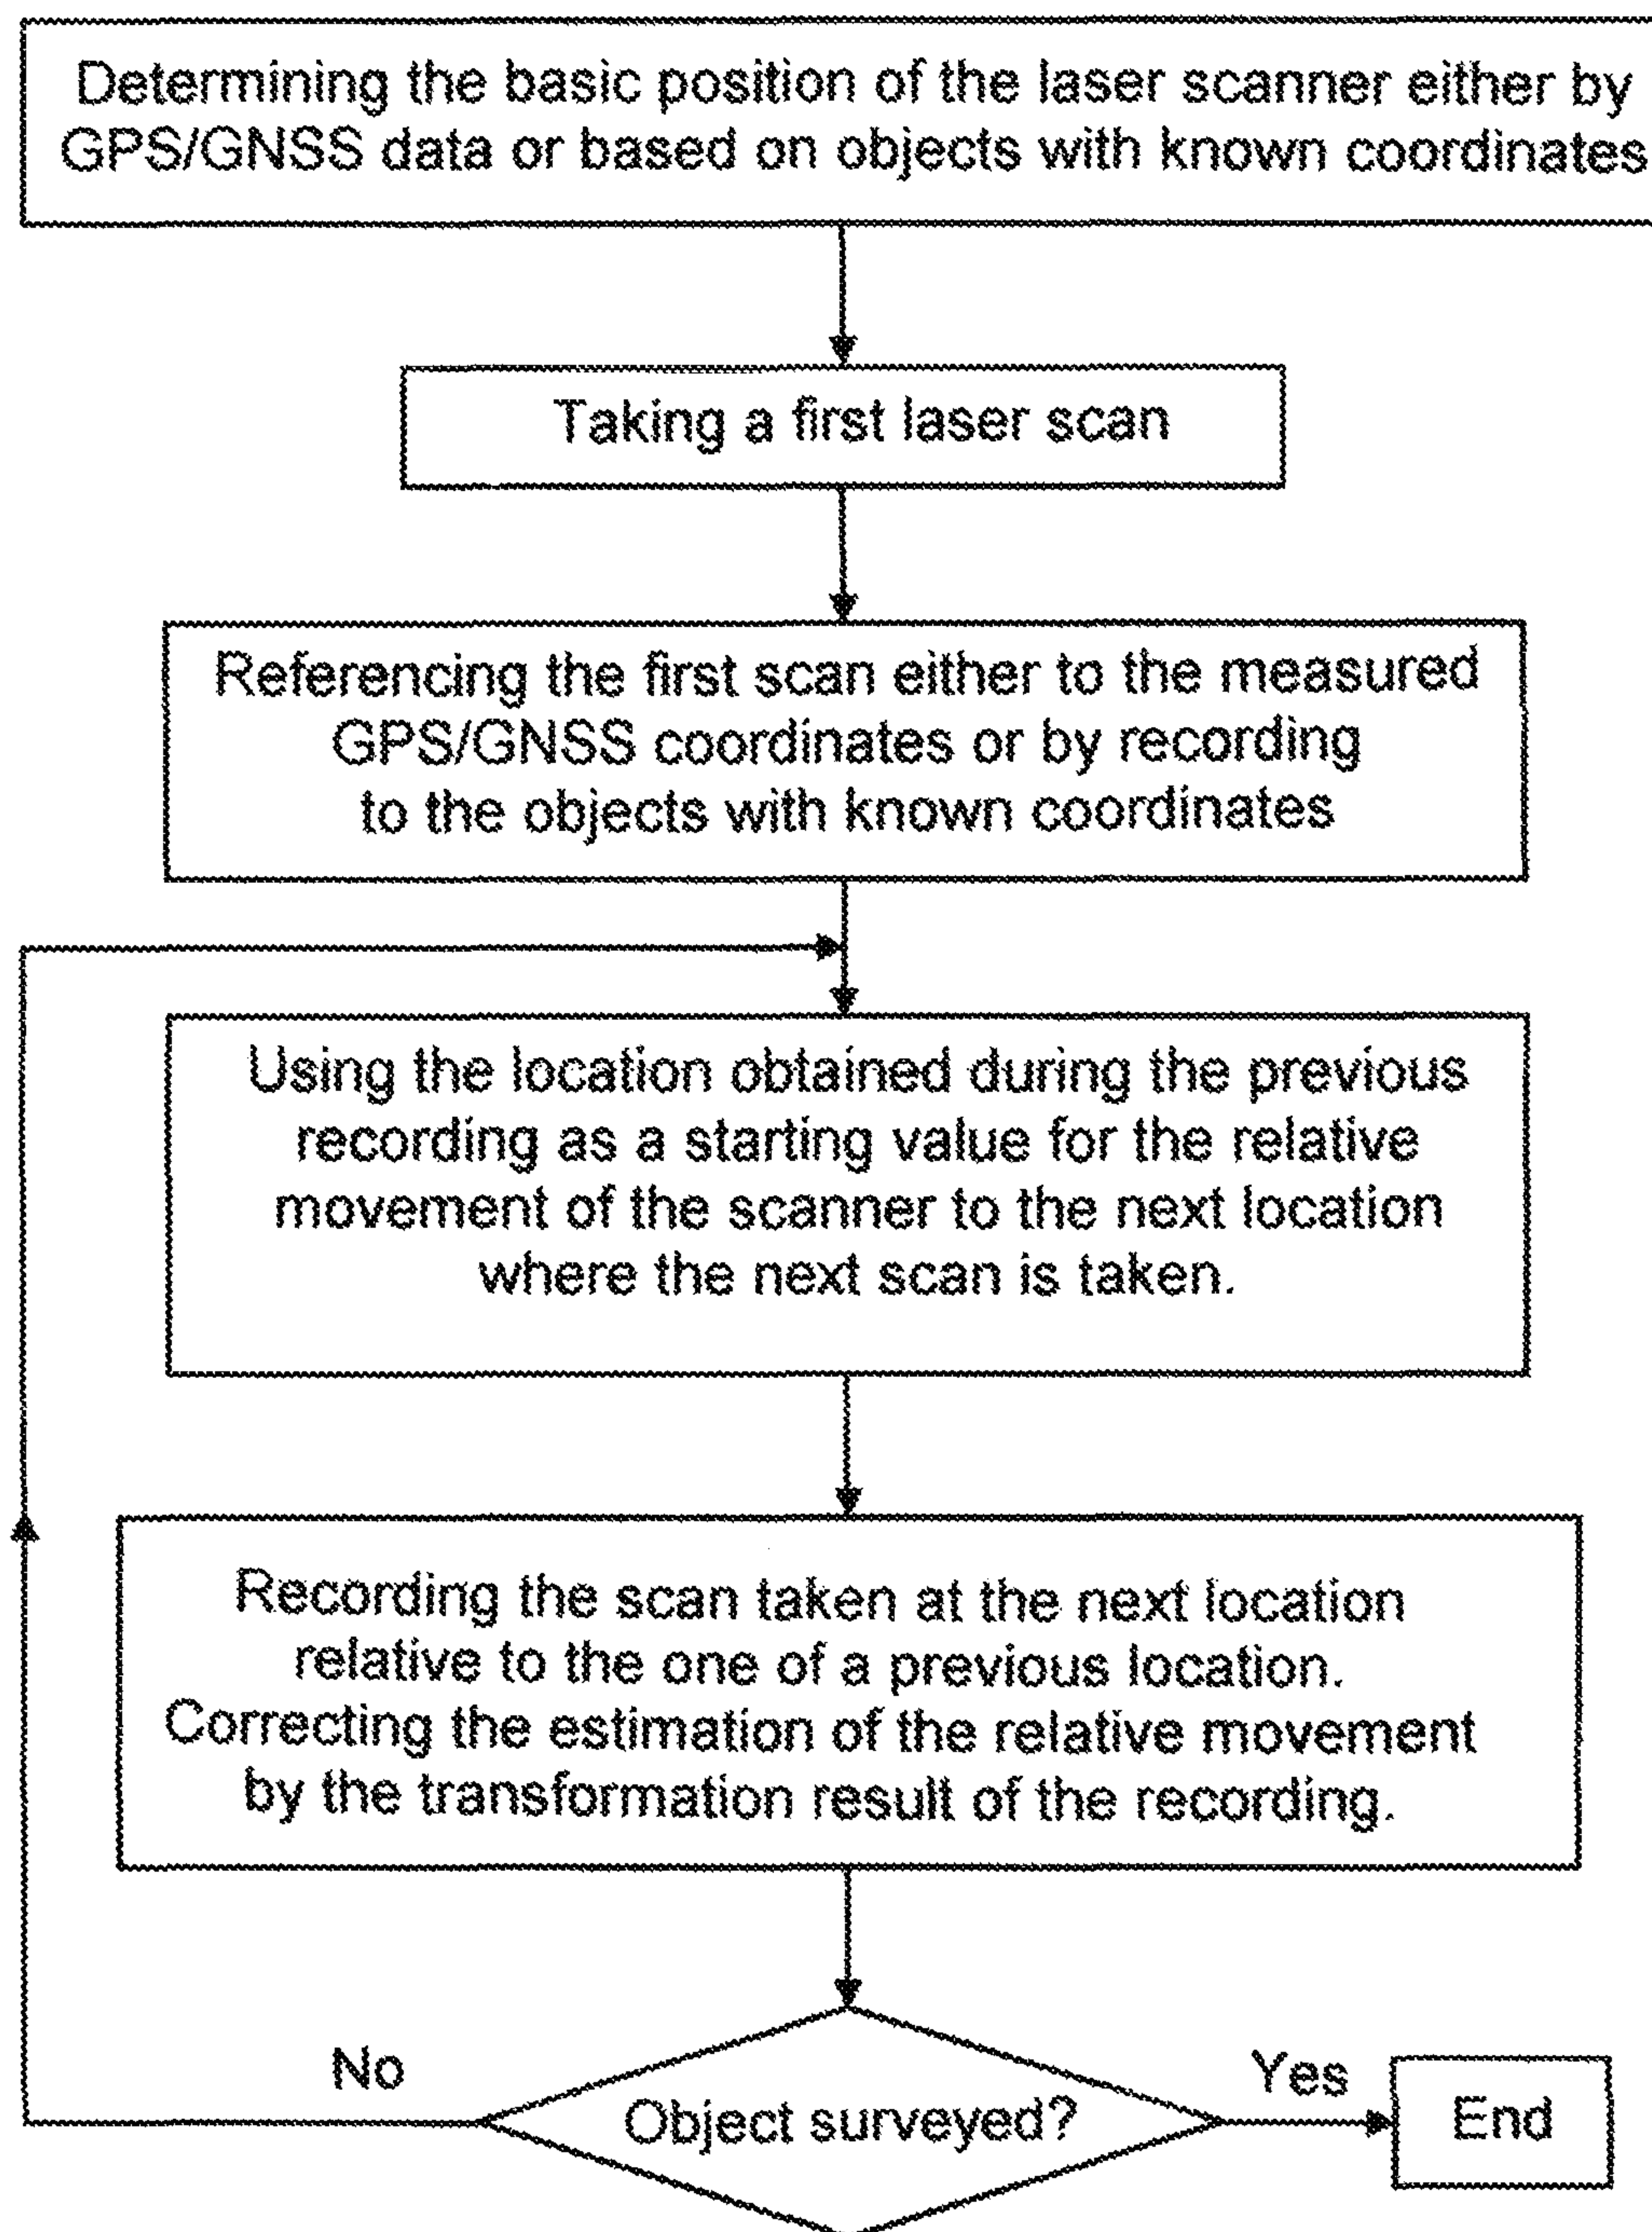 Determining the basic position of the laser scanner either by
GPS/GNSS data or based on objects with known coordinates
Taking a first laser scan
Referencing the first scan either to the measured
GPS/GNSS coordinates or by recording
to the objects with known coordinates
Using the location obtained during the previous
recording as a starting value for the relative
movement of the scanner to the next location
where the next scan is taken.
Recording the scan taken at the next location
relative to the one of a previous location.
Correcting the estimation of the relative movement
by the transformation result of the recording.
No
Object surveyed?
Yes
End